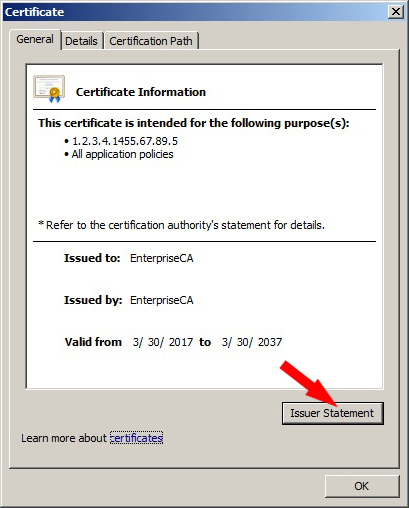 Certificate
General
Details
Certification Path
Certificate Information
This certificate is intended for the following purpose(s):
• 1.2.3.4.1455.67.89.5
• All application policies
* Refer to the certification authority's statement for details.
Issued to: EnterpriseCA
Issued by: EnterpriseCA
Valid from 3/ 30/ 2017 to 3/ 30/ 2037
Issuer Statement
Learn more about certificates
OK